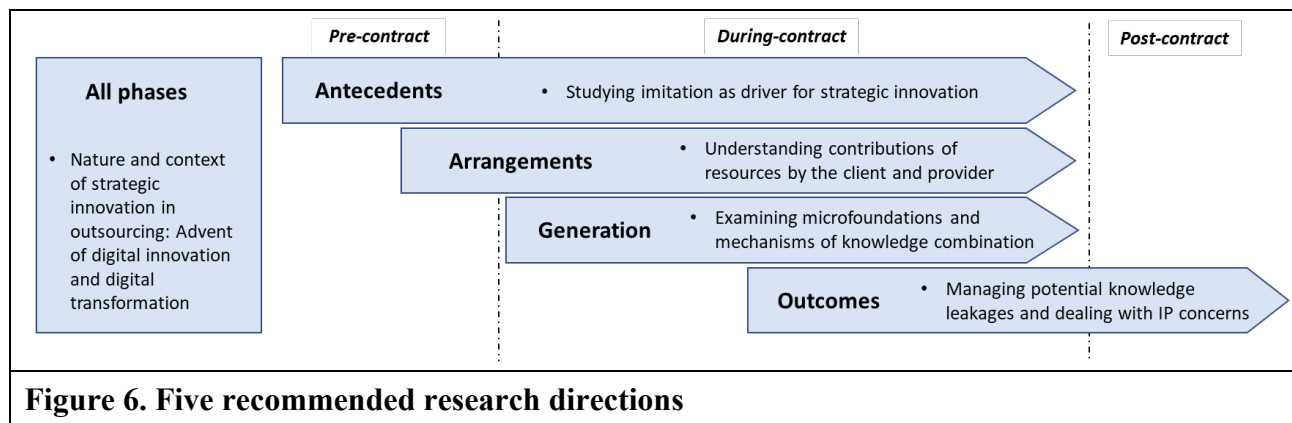 Pre-contract
During-contract
Post-contract
All phases
• Nature and context
of strategic
innovation in
outsourcing: Advent
of digital innovation
and digital
transformation
Antecedents
• Studying imitation as driver for strategic innovation
Arrangements
• Understanding contributions of
resources by the client and provider
Generation
• Examining microfoundations and
mechanisms of knowledge combination
Outcomes
• Managing potential knowledge
leakages and dealing with IP concerns
Figure 6. Five recommended research directions